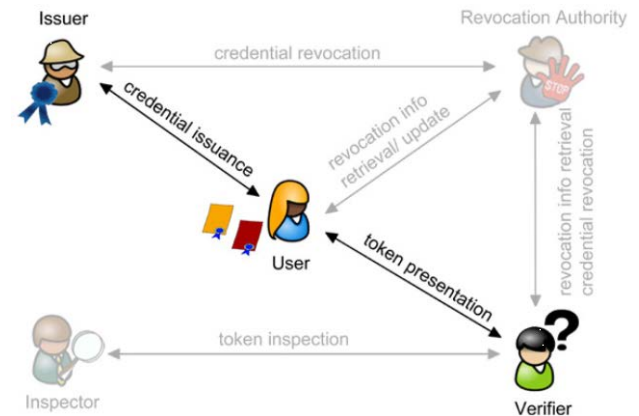 Issuer
Revocation Authority
credential revocation
STOP
credential issuance
revocation info
retrieval/ update
revocation info retrieval
credential revocation
User
token presentation
token inspection
Inspector
Verifier
?